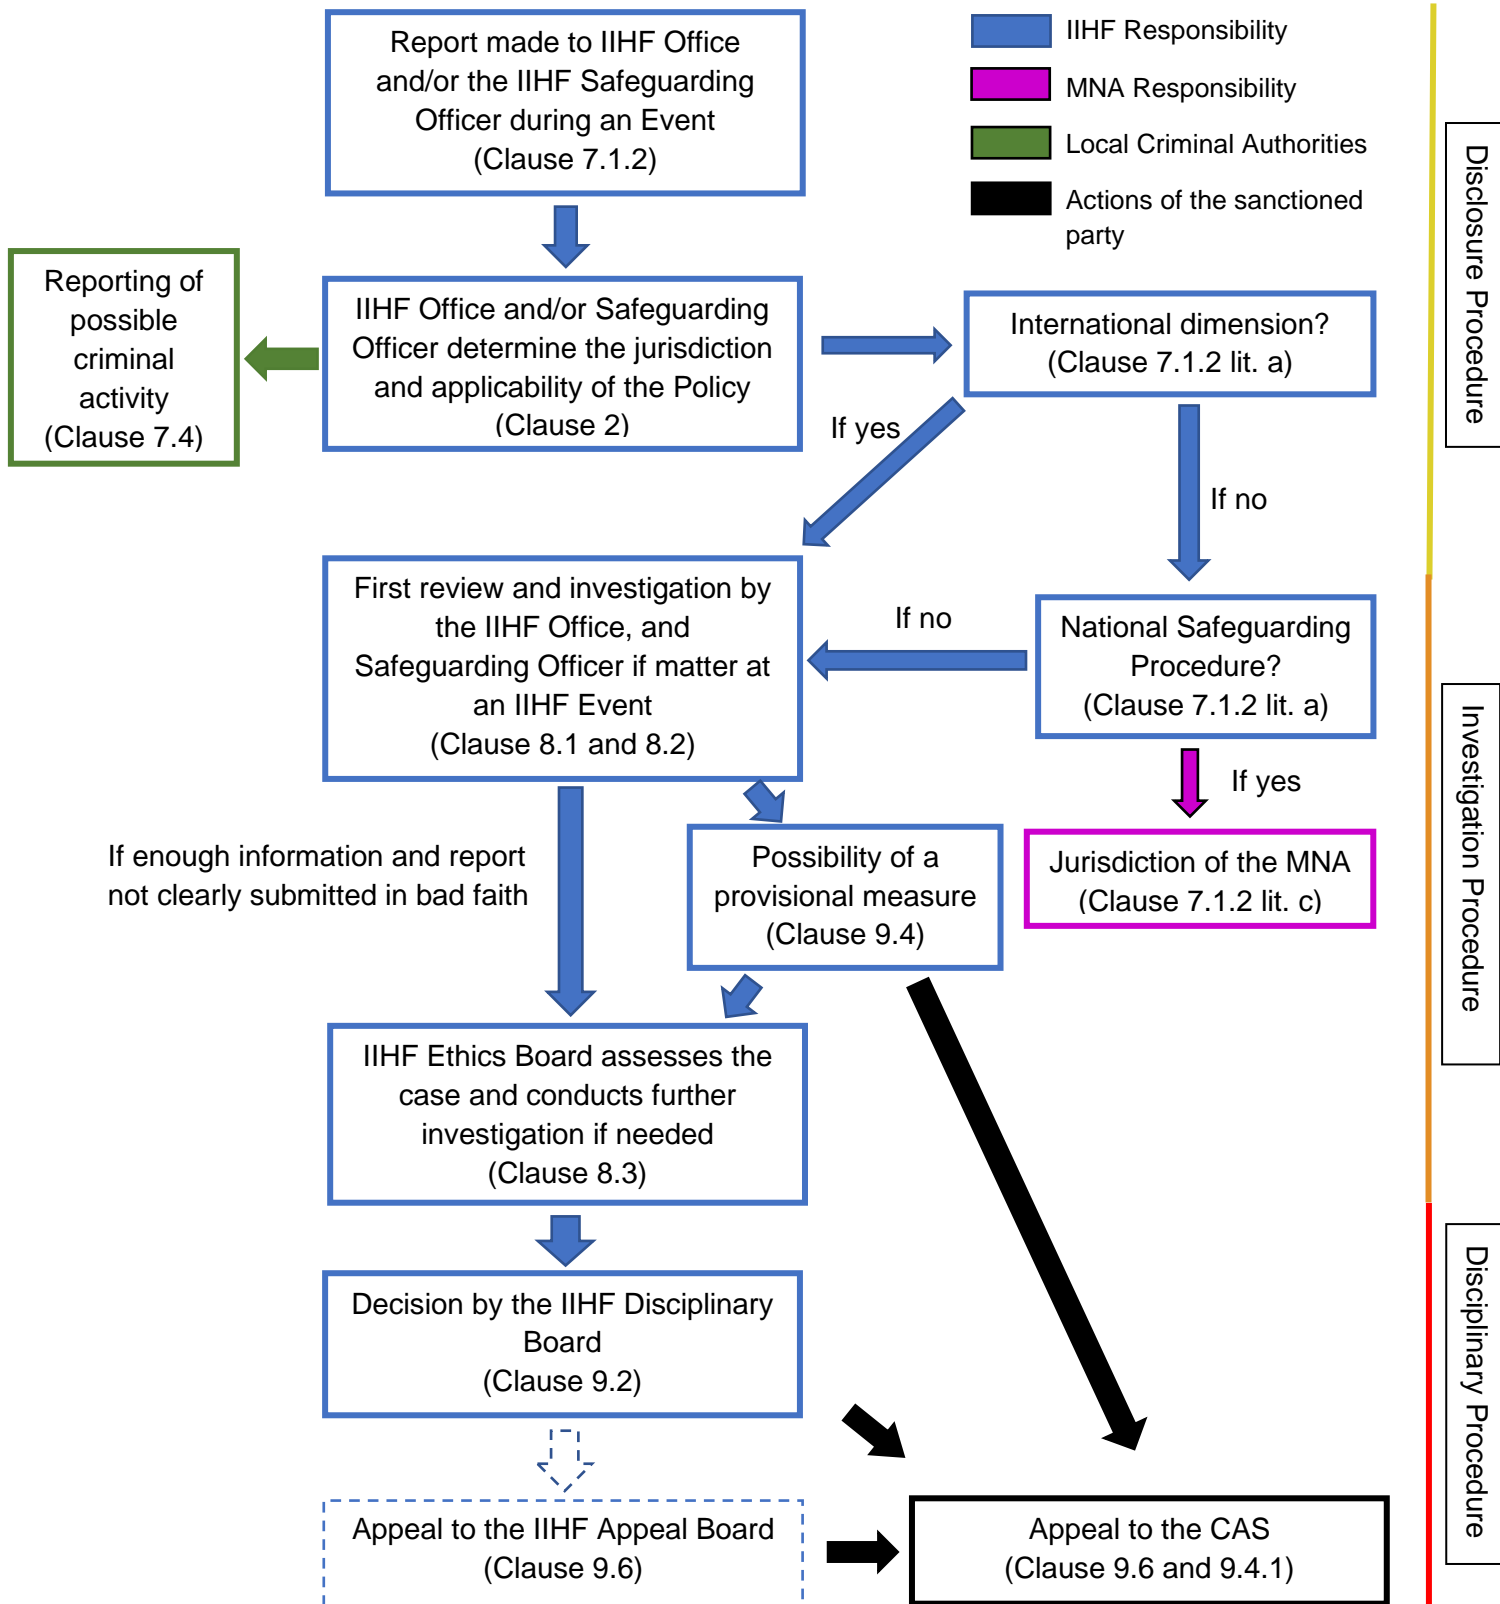 Report made to IIHF Office
and/or the IIHF Safeguarding
Officer during an Event
(Clause 7.1.2)
IIHF Responsibility
MNA Responsibility
Local Criminal Authorities
Actions of the sanctioned
party
Disclosure Procedure
Reporting of
possible
criminal
activity
(Clause 7.4)
IIHF Office and/or Safeguarding
Officer determine the jurisdiction
and applicability of the Policy
(Clause 2)
International dimension?
(Clause 7.1.2 lit. a)
If yes
If no
First review and investigation by
the IIHF Office, and
Safeguarding Officer if matter at
an IIHF Event
(Clause 8.1 and 8.2)
If no
National Safeguarding
Procedure?
(Clause 7.1.2 lit. a)
Investigation Procedure
If yes
If enough information and report
not clearly submitted in bad faith
Possibility of a
provisional measure
(Clause 9.4)
Jurisdiction of the MNA
(Clause 7.1.2 lit. c)
IIHF Ethics Board assesses the
case and conducts further
investigation if needed
(Clause 8.3)
Decision by the IIHF Disciplinary
Board
(Clause 9.2)
Disciplinary Procedure
Appeal to the IIHF Appeal Board
(Clause 9.6)
Appeal to the CAS
(Clause 9.6 and 9.4.1)